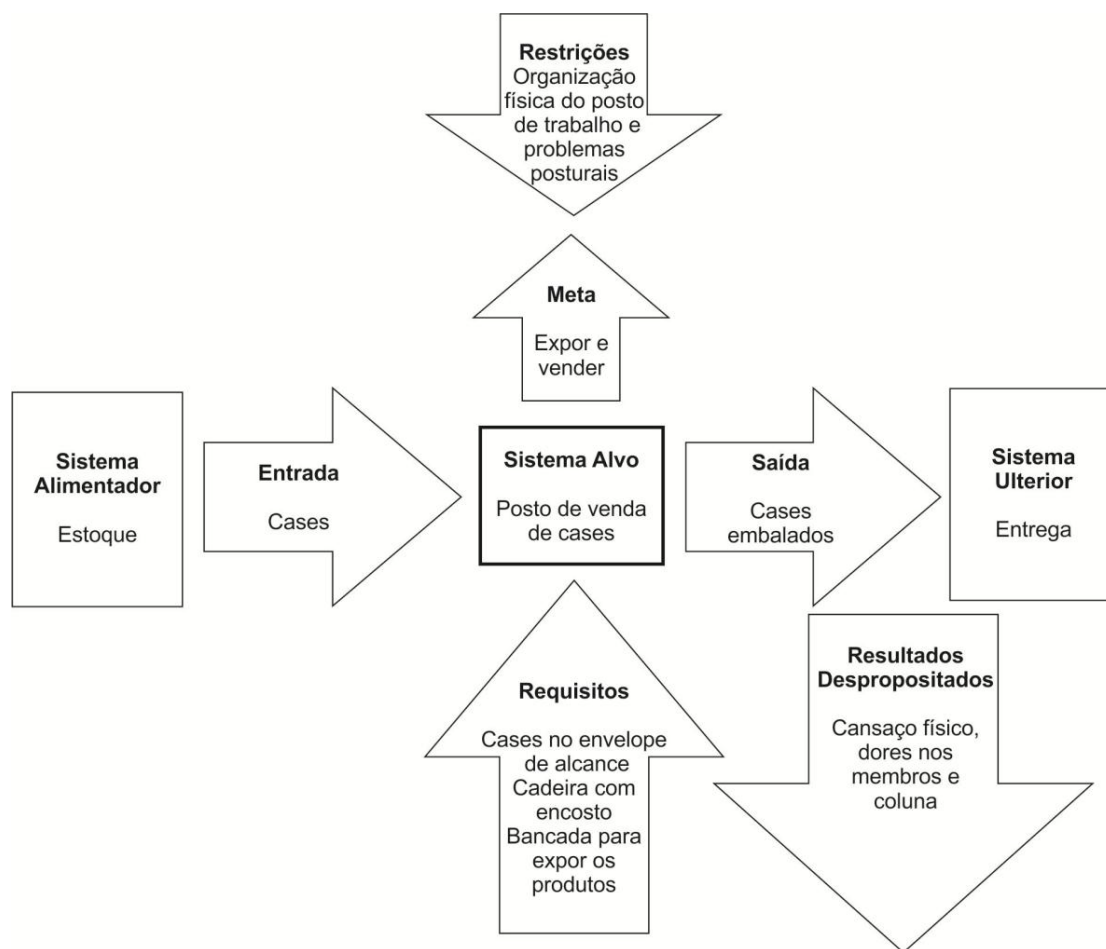 Restrições
Organização
física do posto
de trabalho e
problemas
posturais
Meta
Expor e
vender
Sistema
Alimentador
Estoque
Entrada
Cases
Sistema Alvo
Posto de venda
de cases
Saída
Cases
embalados
Sistema
Ulterior
Entrega
Requisitos
Cases no envelope
de alcance
Cadeira com
encosto
Bancada para
expor os
produtos
Resultados
Despropositados
Cansaço físico,
dores nos
membros e
coluna